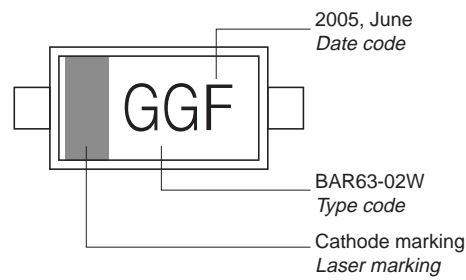 2005, June
Date code
GGF
BAR63-02W
Type code
Cathode marking
Laser marking